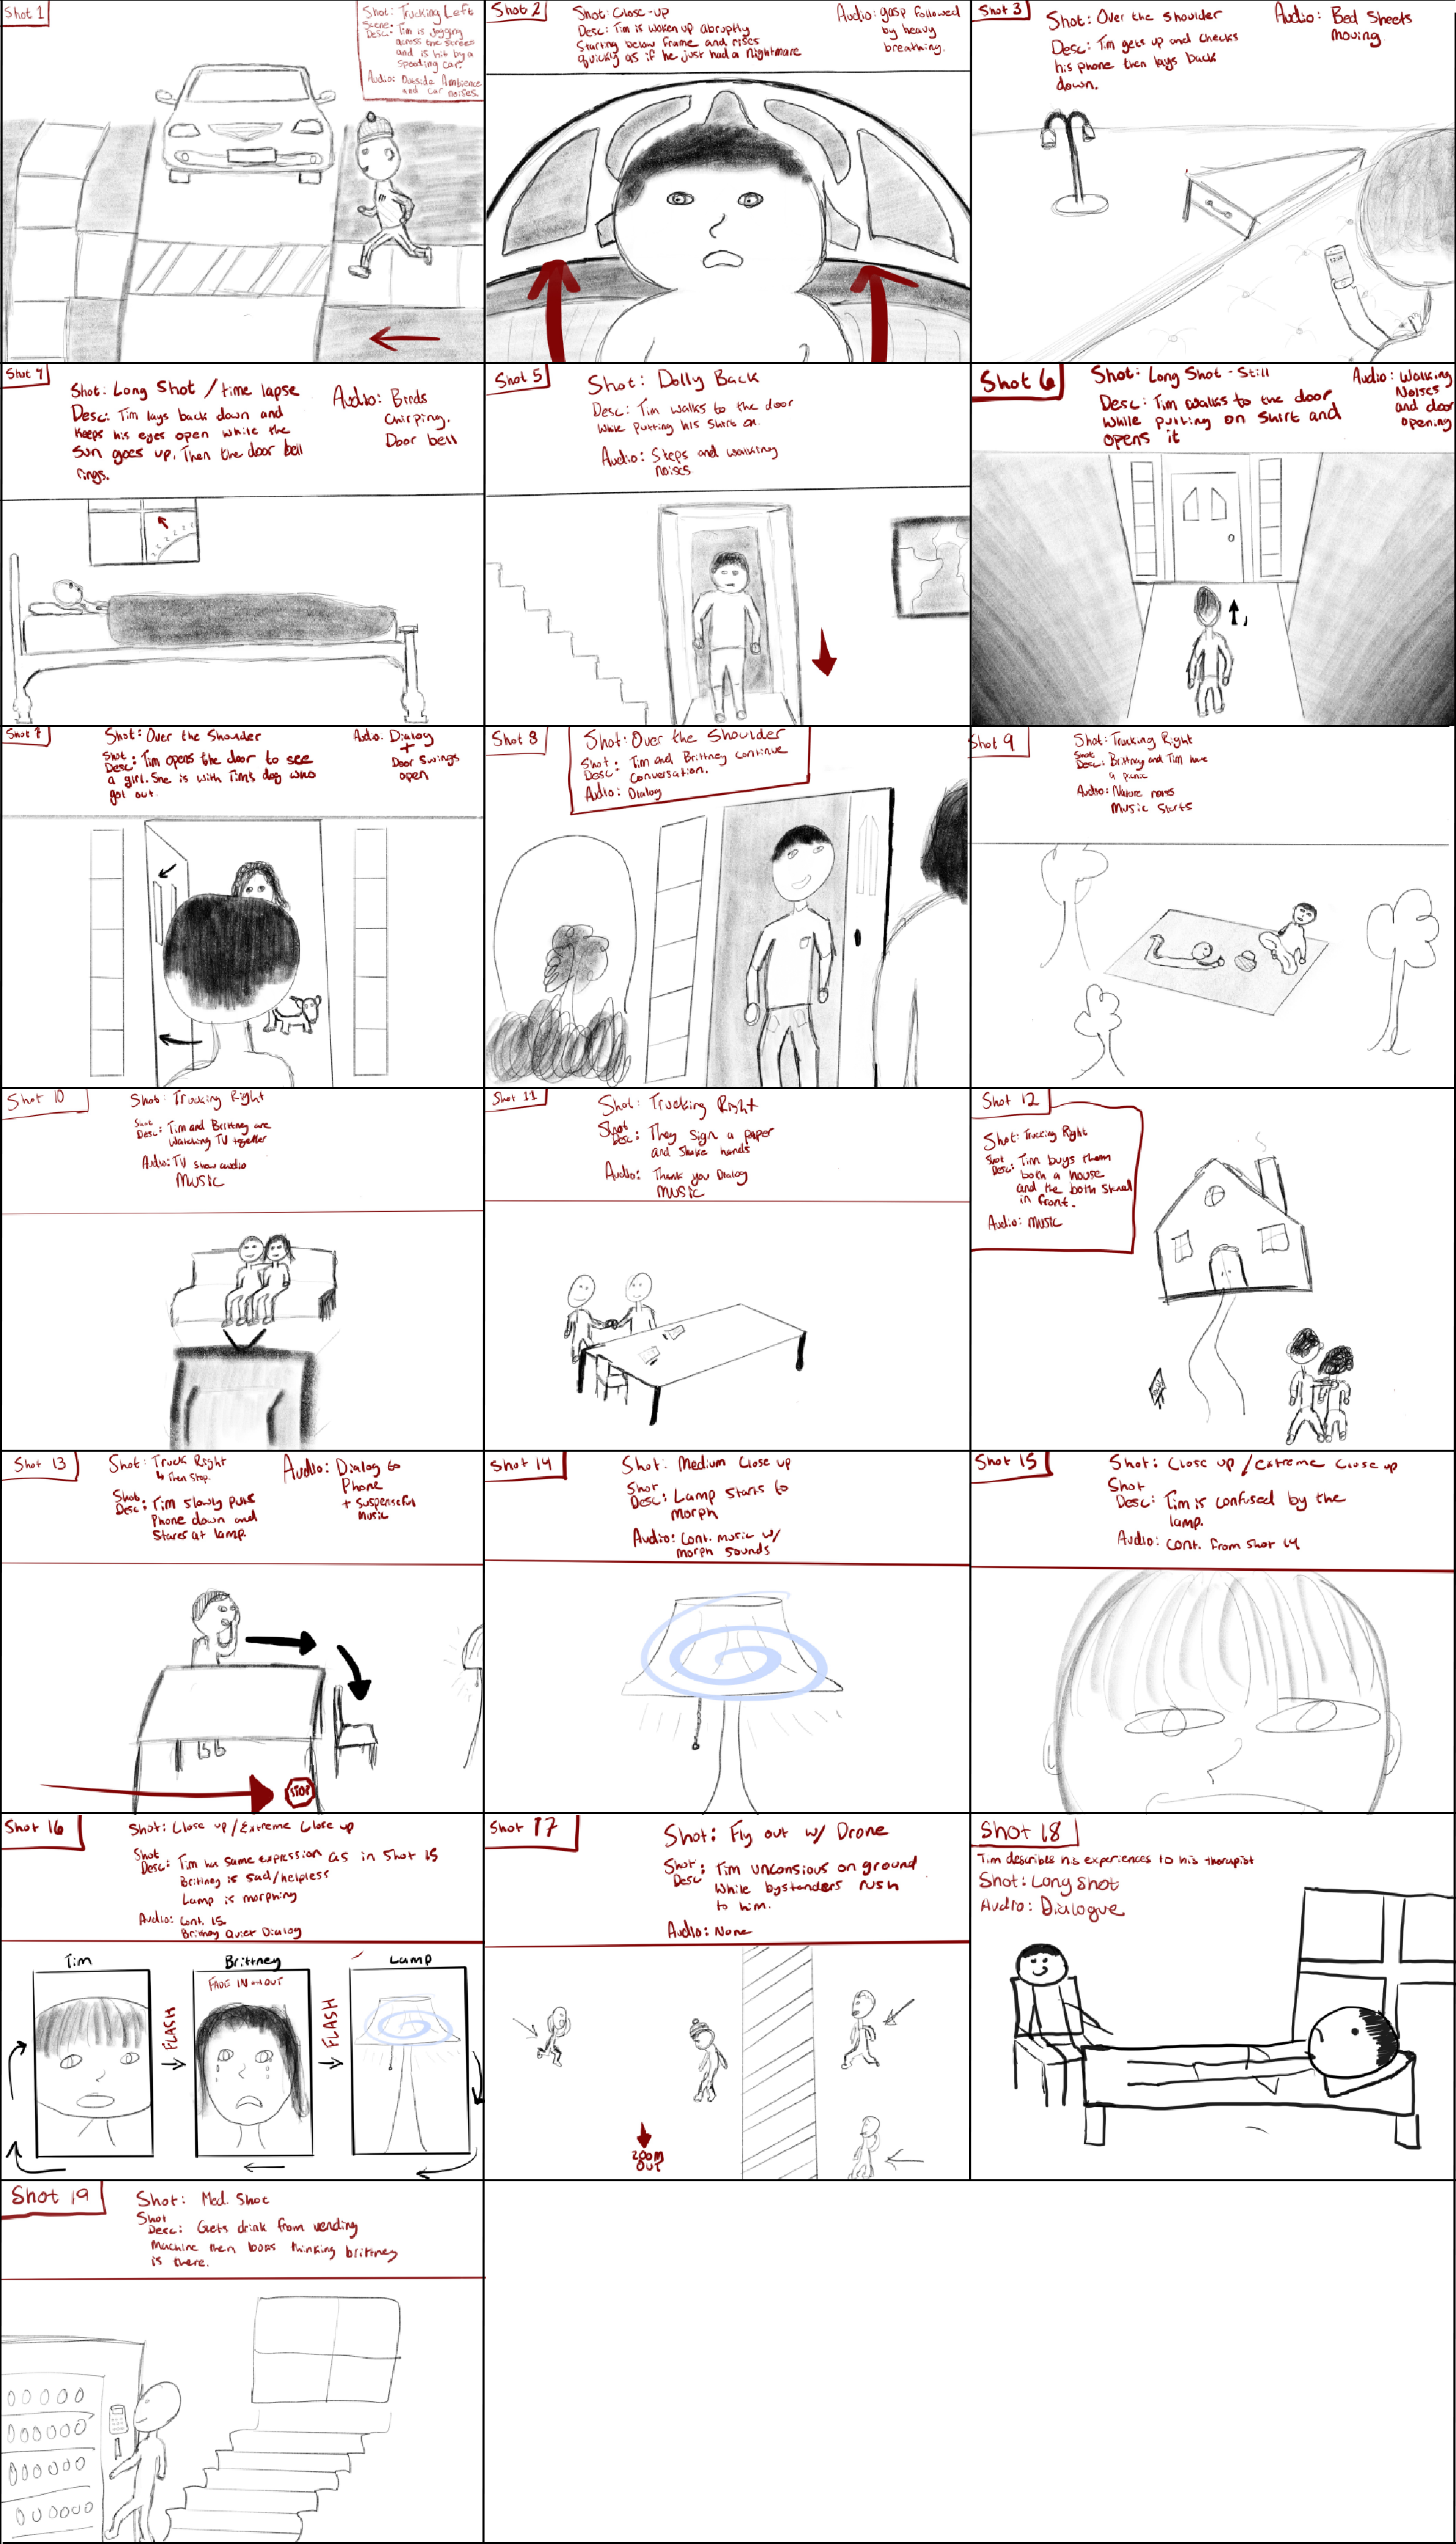 Shot 1
Shot: Trucking Left
Scene
Desc: Tim is jogging
across the street
and is hit by a
speeding car.
Audio: Outside Ambience
and car noises.
Shot 2
Shot: Close-up
Desc: Tim is woken up abruptly
Starting below frame and rises
quickly as if he just had a nightmare
Audio: gasp followed
by heavy
breathing.
Shot 3
Shot: Over the Shoulder
Desc: Tim gets up and checks
his phone then lays back
down.
Audio: Bed Sheets
moving
Shot 4
Shot: Long Shot / time lapse
Desc: Tim lays back down and
keeps his eyes open while the
sun goes up. Then the door bell
rings.
Audio: Birds
Chirping.
Door bell
Shot 5
Shot: Dolly Back
Desc: Tim walks to the door
while putting his shirt on.
Audio: Steps and walking
noises
Shot 6
Shot: Long Shot - Still
Desc: Tim walks to the door
while putting on shirt and
opens it
Audio: Walking
Noises
and door
opening
Shot 7
Shot: Over the Shoulder
Shot
Desc: Tim opens the door to see
a girl. She is with Tim's dog who
got out.
Audio: Dialog
+
Door Swings
open
Shot 8
Shot: Over the Shoulder
Shot
Desc: Tim and Brittney continue
conversation.
Audio: Dialog
Shot 9
Shot: Trucking Right
Shot
Desc: Brittney and Tim have
a panic
Audio: Nature noises
Music Starts
Shot 10
Shot: Trucking Right
Shot
Desc: Tim and Brittney are
watching TV together
Audio: TV show audio
MUSIC
Shot 11
Shot: Trucking Right
Shot
Desc: They sign a paper
and shake hands
Audio: Thank you Dialog
MUSIC
Shot 12
Shot: Trucking Right
Shot
Desc: Tim buys them
both a house
and the both stand
in front.
Audio: MUSIC
Shot 13
Shot: Truck Right
↳ Then Stop.
Shot
Desc: Tim slowly puts
Phone down and
Stares at lamp.
Audio: Dialog to
Phone
+ Suspenseful
Music
STOP
Shot 14
Shot: Medium Close up
Shot
Desc: Lamp starts to
morph
Audio: Cont. music w/
morph sounds
Shot 15
Shot: Close up / Extreme Close up
Shot
Desc: Tim is confused by the
lamp.
Audio: Cont. from Shot 14
Shot 16
Shot: Close up / Extreme Close up
Shot
Desc: Tim has same expression as in Shot 15
Brittney is sad/helpless
Lamp is morphing
Audio: Cont. 15.
Brittney Quiet Dialog
Tim
FLASH
Brittney
FADE IN OUT
FLASH
Lamp
Shot 17
Shot: Fly out w/ Drone
Shot
Desc: Tim unconsious on ground
while bystanders rush
to him.
Audio: None
ZOOM
OUT
Shot 18
Tim describes his experiences to his therapist
Shot: Long Shot
Audio: Dialogue
Shot 19
Shot: Med. Shot
Shot
Desc: Gets drink from vending
machine then looks thinking brittney
is there.